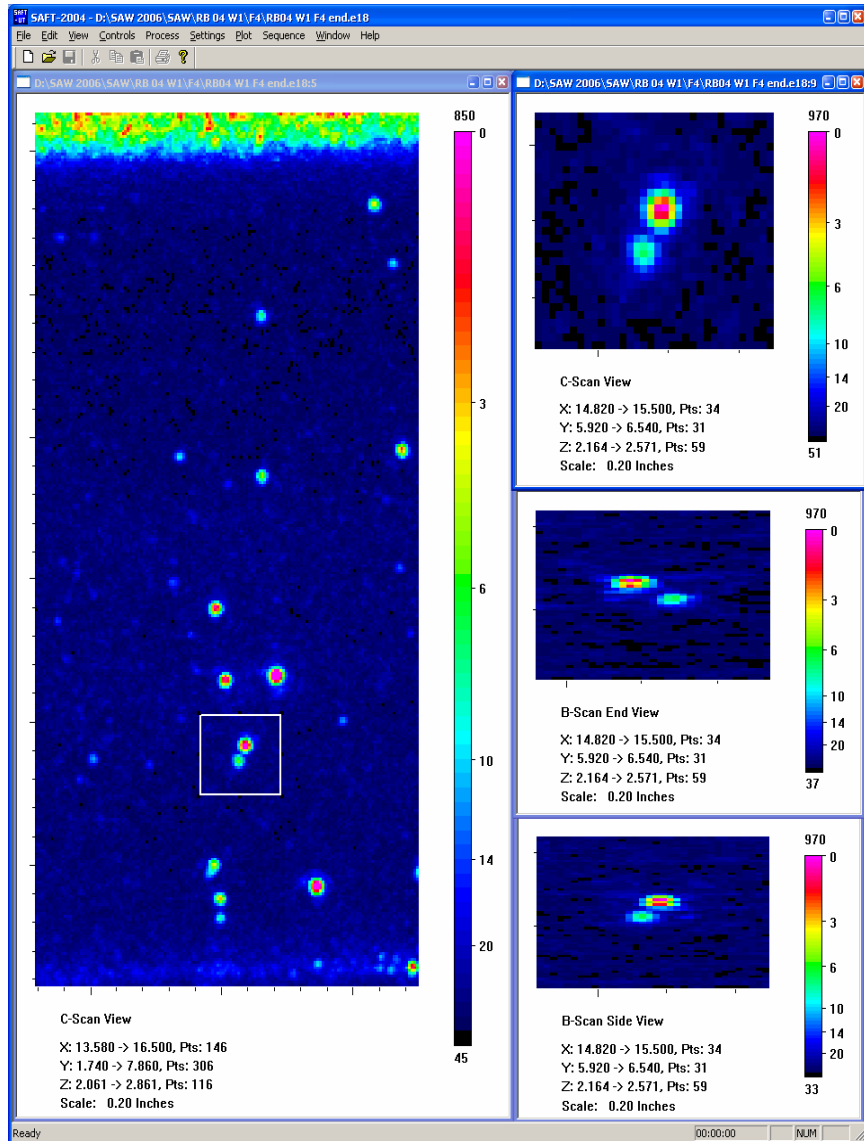 SAFT-UT
SAFT-2004 - D:\SAW 2006\SAW\RB 04 W1\F4\RB04 W1 F4 end.e18
File Edit View Controls Process Settings Plot Sequence Window Help
D:\SAW 2006\SAW\RB 04 W1\F4\RB04 W1 F4 end.e18:5
850
0
3
6
10
14
20
45
C-Scan View
X: 13.580 -> 16.500, Pts: 146
Y: 1.740 -> 7.860, Pts: 306
Z: 2.061 -> 2.861, Pts: 116
Scale: 0.20 Inches
D:\SAW 2006\SAW\RB 04 W1\F4\RB04 W1 F4 end.e18:9
970
0
3
6
10
14
20
51
C-Scan View
X: 14.820 -> 15.500, Pts: 34
Y: 5.920 -> 6.540, Pts: 31
Z: 2.164 -> 2.571, Pts: 59
Scale: 0.20 Inches
970
0
3
6
10
14
20
37
B-Scan End View
X: 14.820 -> 15.500, Pts: 34
Y: 5.920 -> 6.540, Pts: 31
Z: 2.164 -> 2.571, Pts: 59
Scale: 0.20 Inches
970
0
3
6
10
14
20
33
B-Scan Side View
X: 14.820 -> 15.500, Pts: 34
Y: 5.920 -> 6.540, Pts: 31
Z: 2.164 -> 2.571, Pts: 59
Scale: 0.20 Inches
Ready
00:00:00 NUM